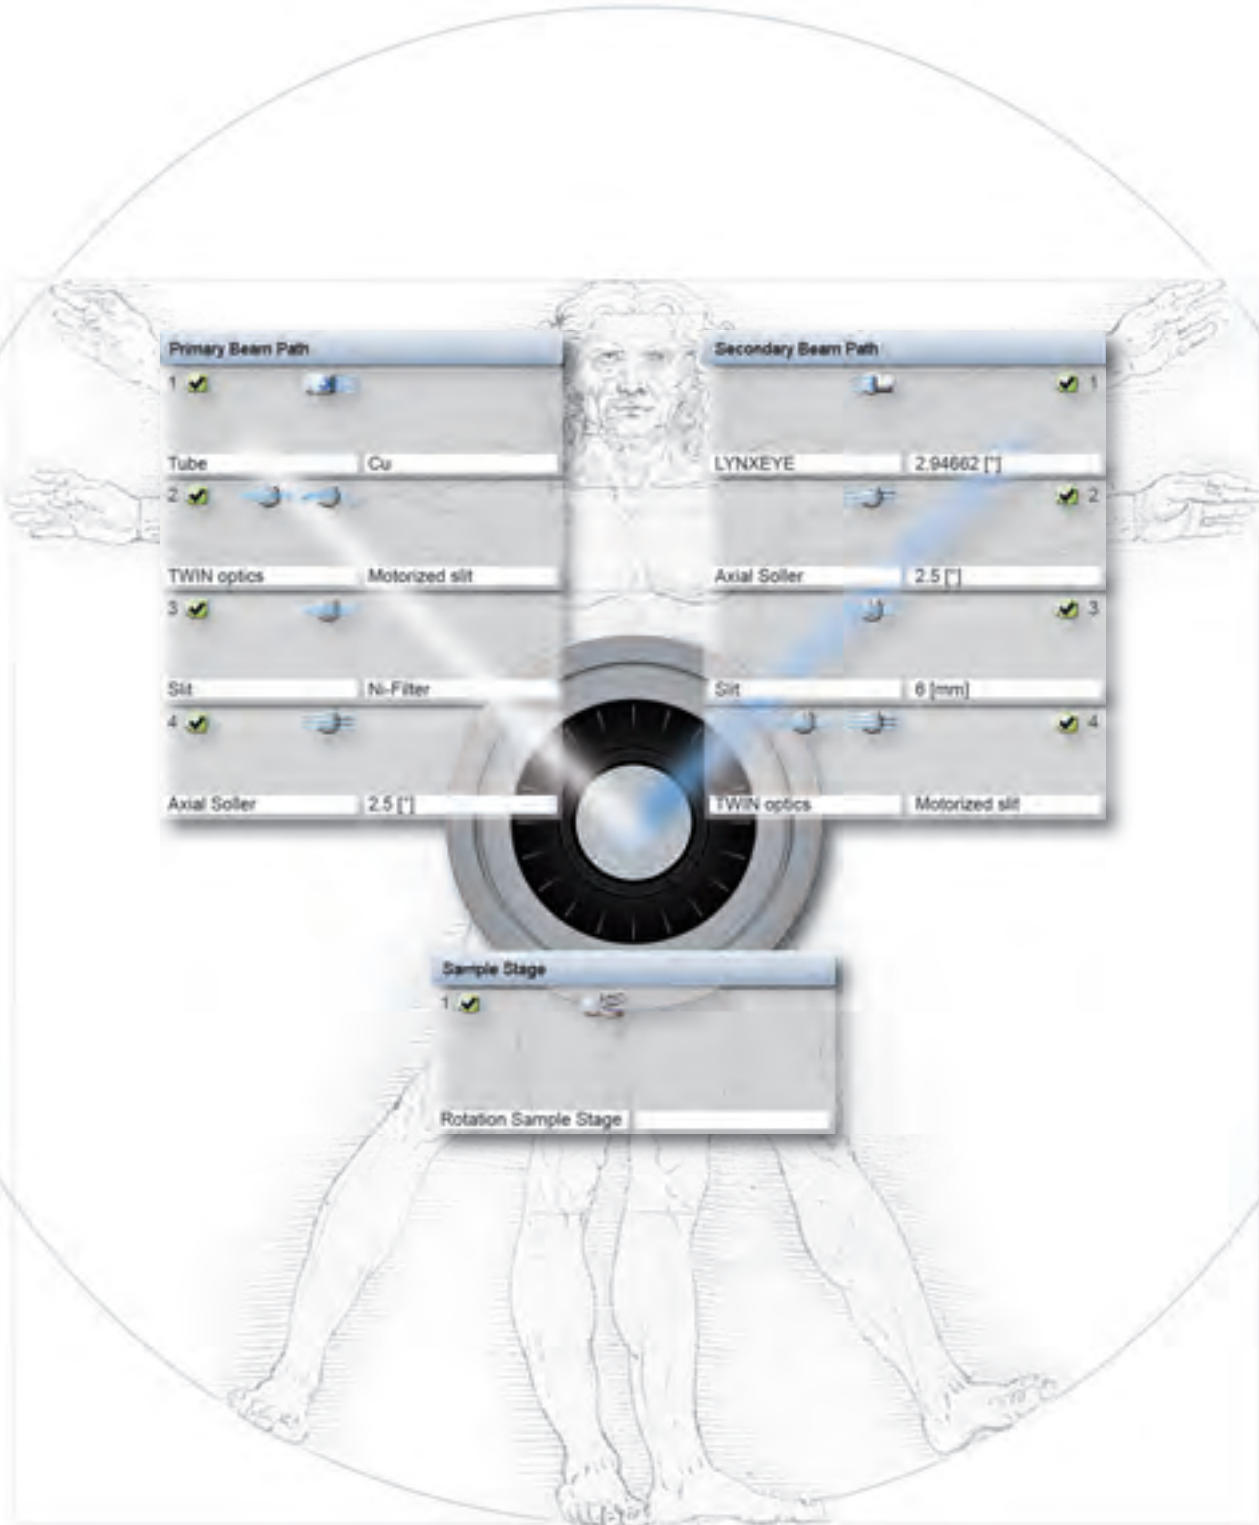 Primary Beam Path
1
Tube Cu
2
TWIN optics Motorized slit
3
Slit Ni-Filter
4
Axial Soller 2.5 [°]
Secondary Beam Path
1
LYNXEYE 2.94662 [°]
2
Axial Soller 2.5 [°]
3
Slit 6 [mm]
4
TWIN optics Motorized slit
Sample Stage
1
Rotation Sample Stage